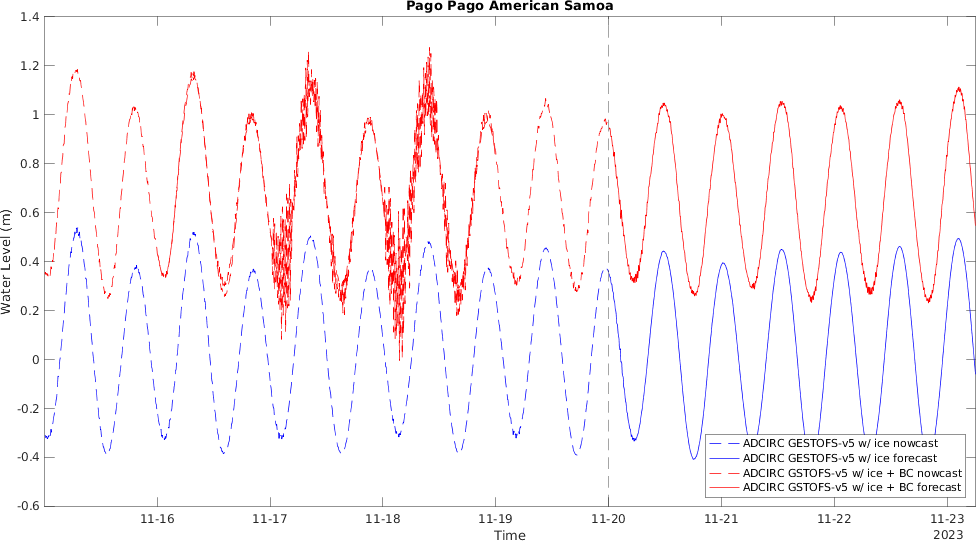 Pago Pago American Samoa
1.4
1.2
1
0.8
0.6
0.4
0.2
0
-0.2
-0.4
-0.6
Water Level (m)
11-16 11-17 11-18 11-19 11-20 11-21 11-22 11-23
Time
2023
ADCIRC GESTOFS-v5 w/ ice nowcast
ADCIRC GESTOFS-v5 w/ ice forecast
ADCIRC GSTOFS-v5 w/ ice + BC nowcast
ADCIRC GSTOFS-v5 w/ ice + BC forecast